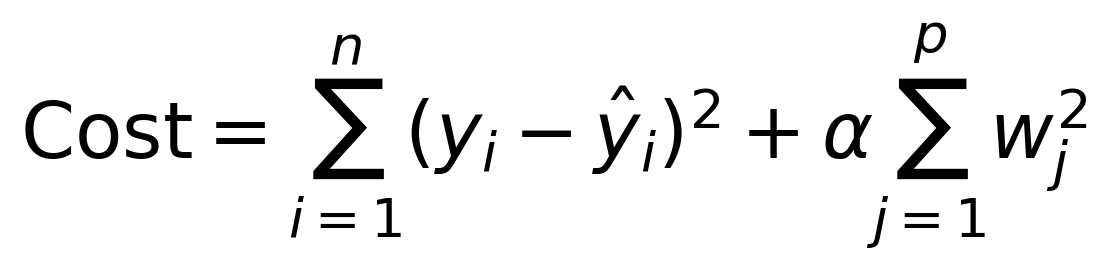 Cost = \sum_{i=1}^{n} (y_i - \hat{y}_i)^2 + \alpha \sum_{j=1}^{p} w_j^2